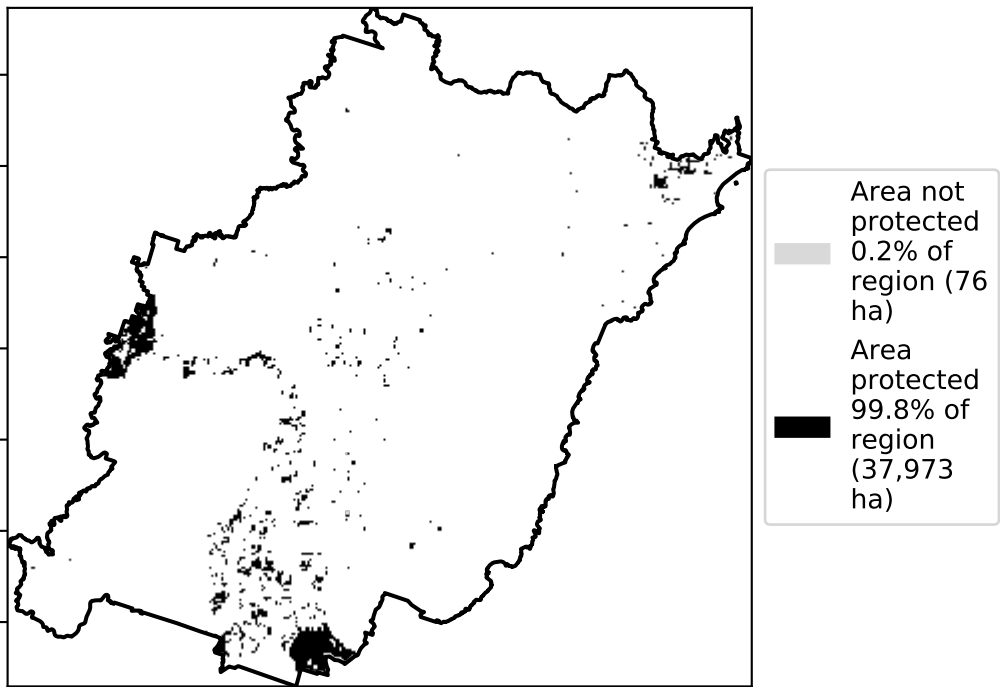 Area not
protected
0.2% of
region (76
ha)
Area
protected
99.8% of
region
(37,973
ha)